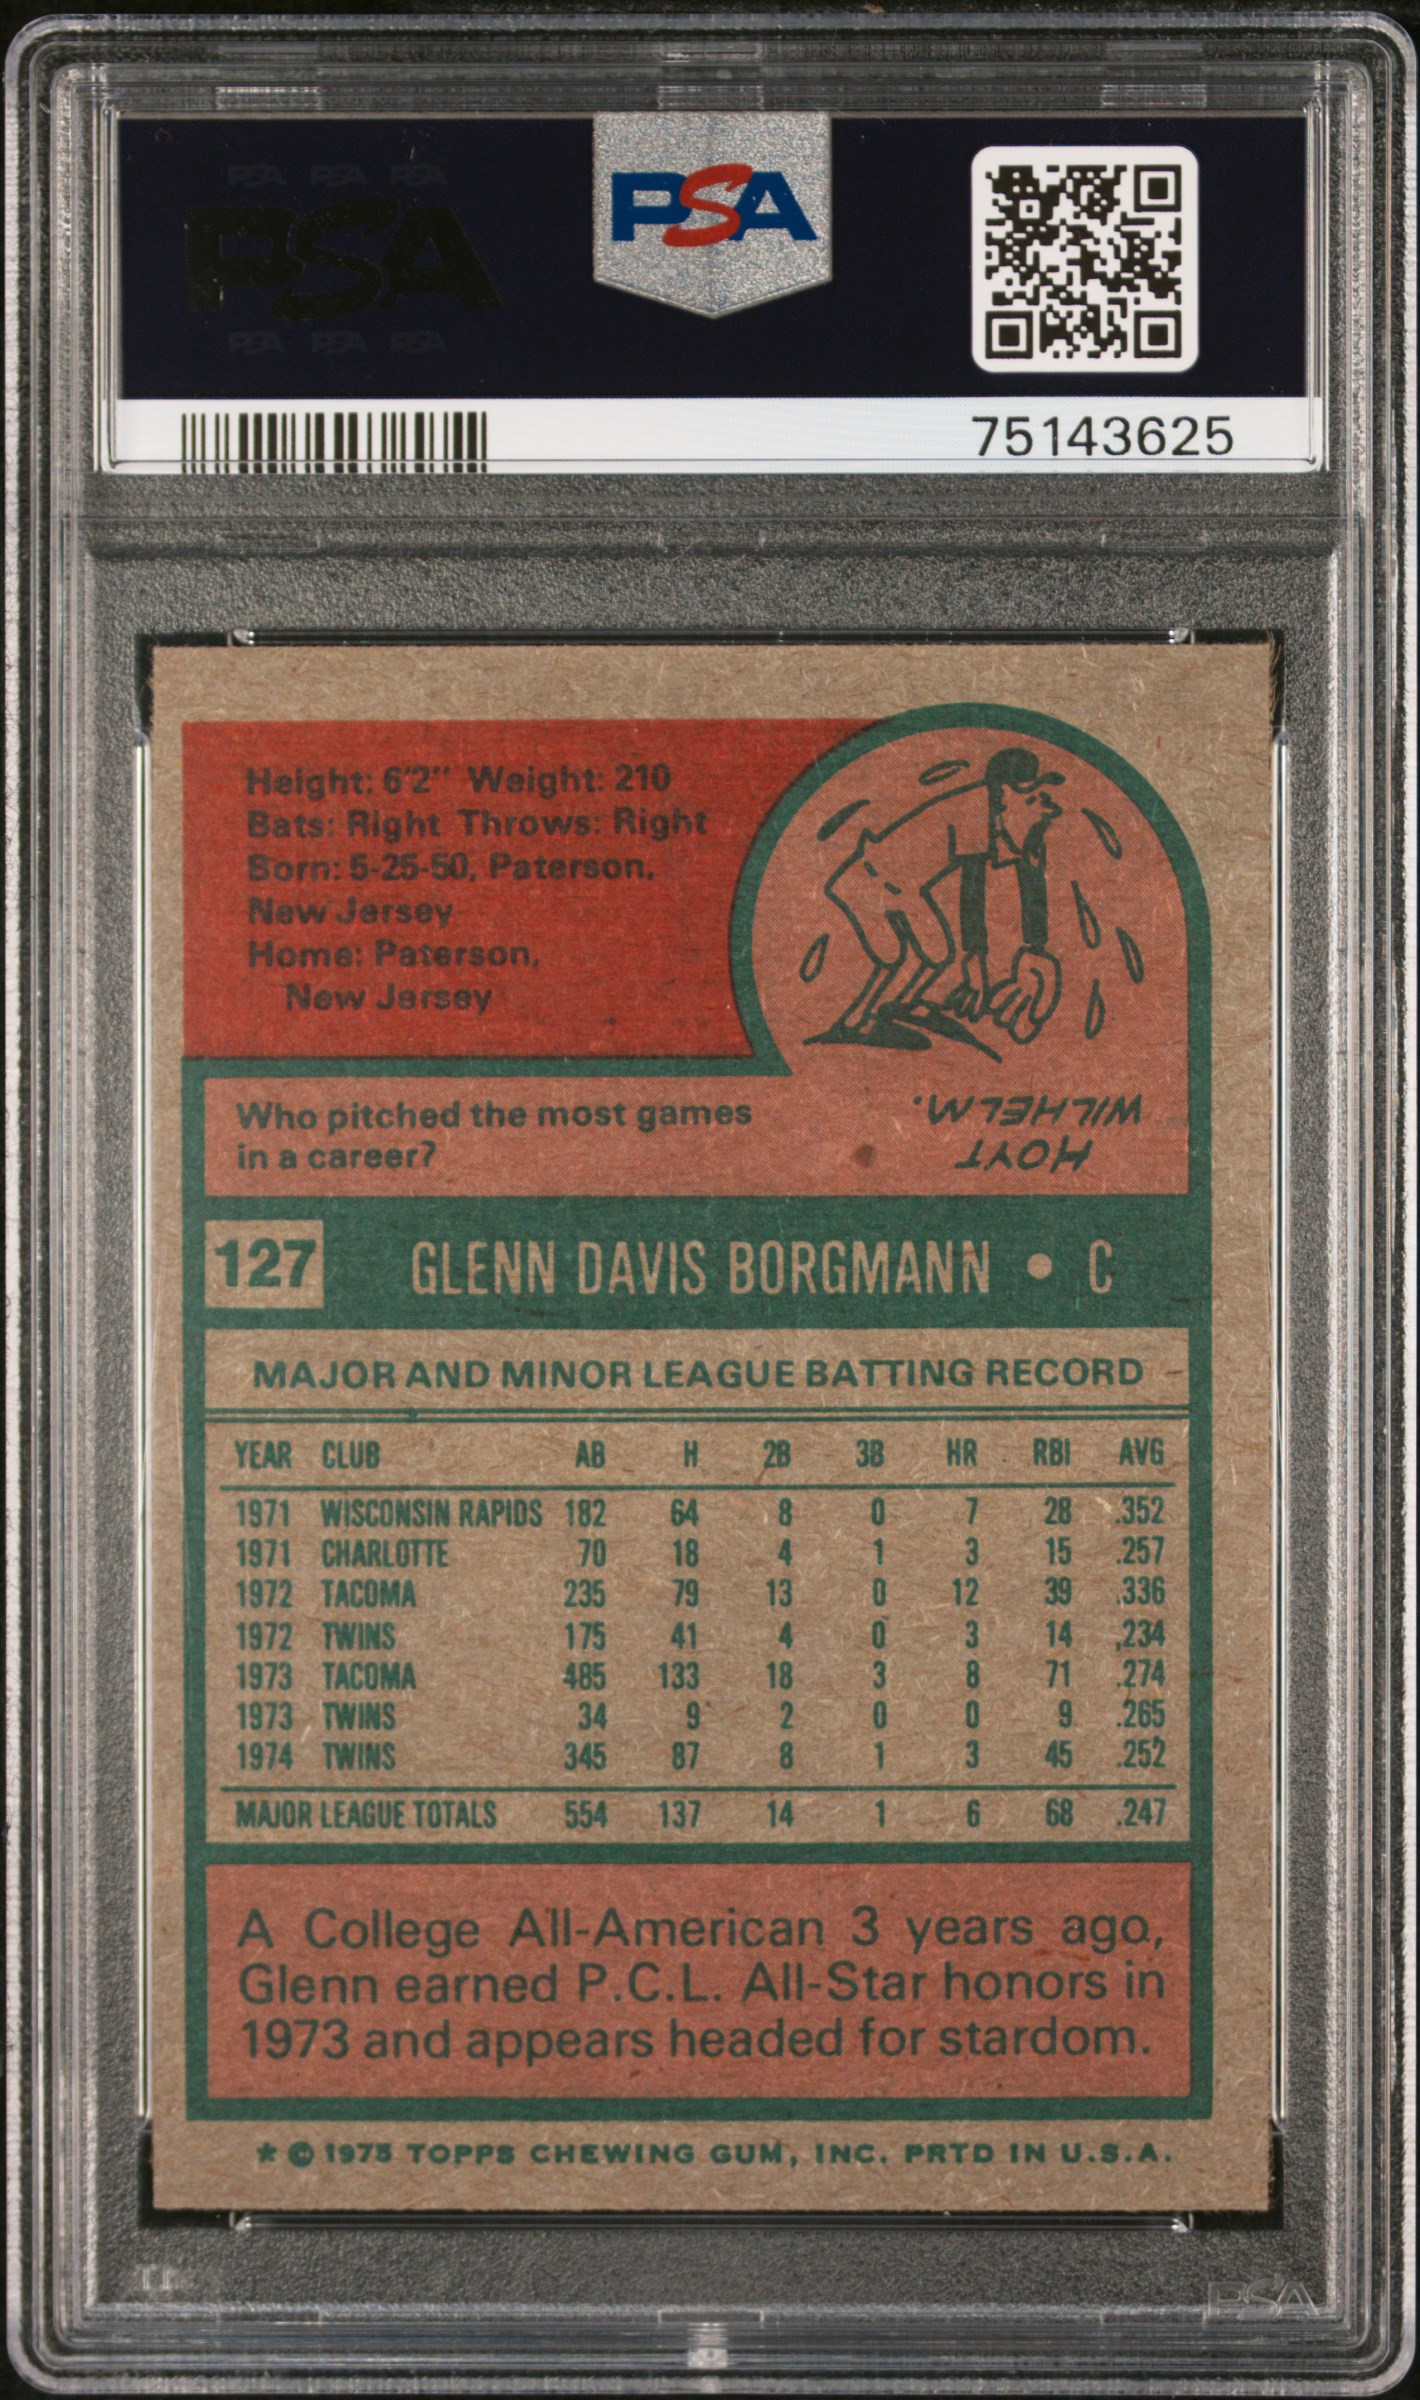 PSA PSA PSA
PSA
PSA PSA PSA
PSA
75143625
Height: 6'2" Weight: 210
Bats: Right Throws: Right
Born: 5-25-50, Paterson,
New Jersey
Home: Paterson,
New Jersey
Who pitched the most games
in a career?
HOYT
WILHELM.
127 GLENN DAVIS BORGMANN • C
MAJOR AND MINOR LEAGUE BATTING RECORD
YEAR CLUB AB H 2B 3B HR RBI AVG
1971 WISCONSIN RAPIDS 182 64 8 0 7 28 .352
1971 CHARLOTTE 70 18 4 1 3 15 .257
1972 TACOMA 235 79 13 0 12 39 .336
1972 TWINS 175 41 4 0 3 14 .234
1973 TACOMA 485 133 18 3 8 71 .274
1973 TWINS 34 9 2 0 0 9 .265
1974 TWINS 345 87 8 1 3 45 .252
MAJOR LEAGUE TOTALS 554 137 14 1 6 68 .247
A College All-American 3 years ago,
Glenn earned P.C.L. All-Star honors in
1973 and appears headed for stardom.
* © 1975 TOPPS CHEWING GUM, INC. PRTD IN U.S.A.
PSA